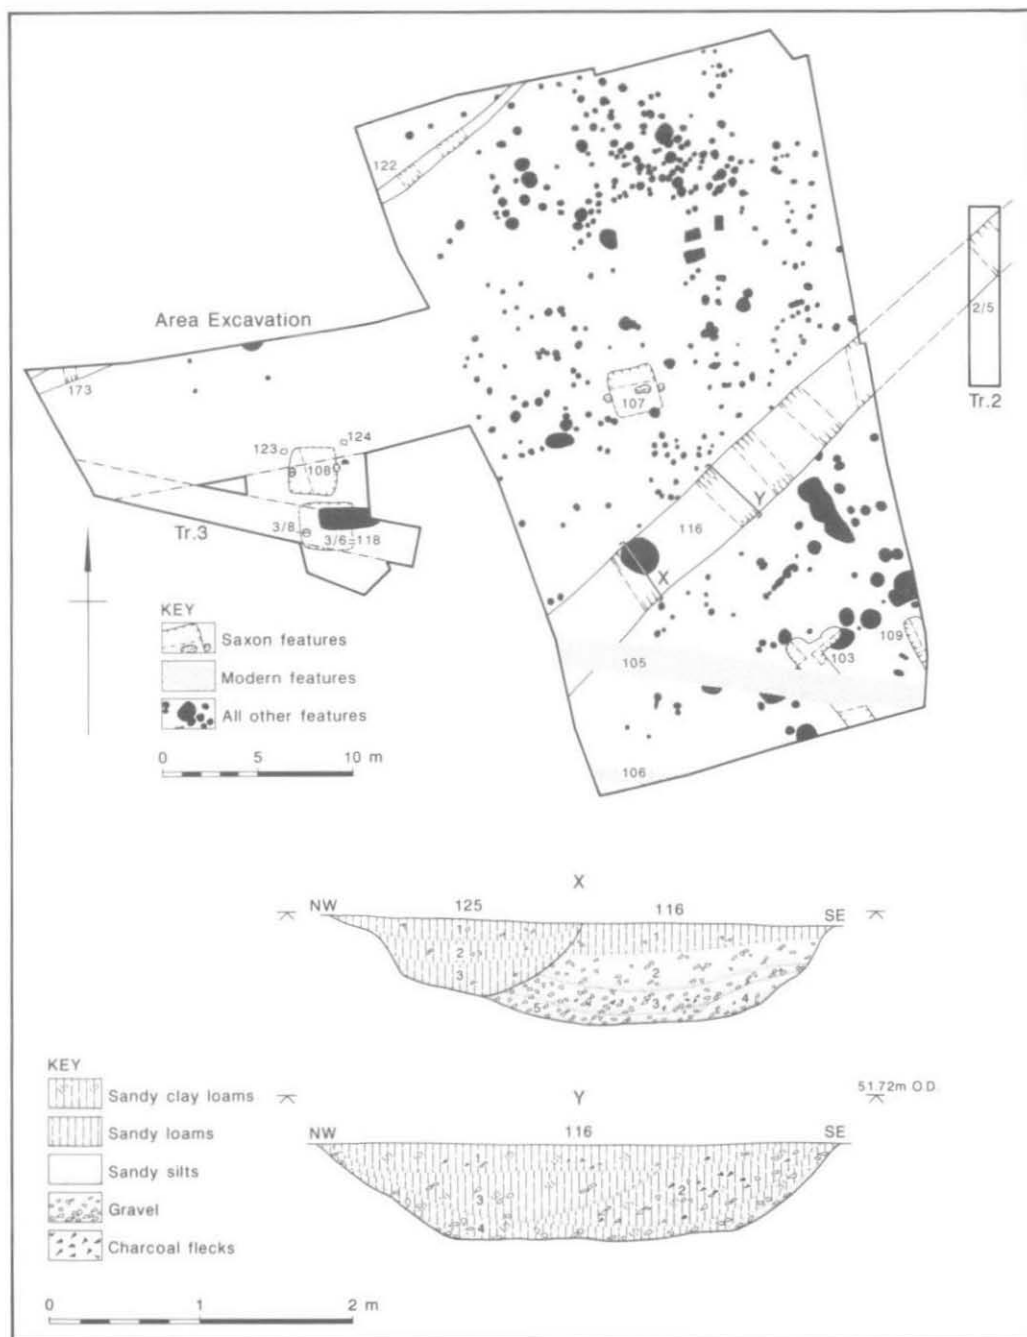 122
Area Excavation
173
2/5
Tr.2
107
123
124
108
116
Y
X
Tr.3
3/8
3/6=118
109
103
105
106
KEY
Saxon features
Modern features
All other features
0 5 10 m
X
NW 125 116 SE
1 1
2 2
3 3 4
5
KEY
Sandy clay loams
Sandy loams
Sandy silts
Gravel
Charcoal flecks
Y
51.72m O.D.
NW 116 SE
1
3 2
4
0 1 2 m